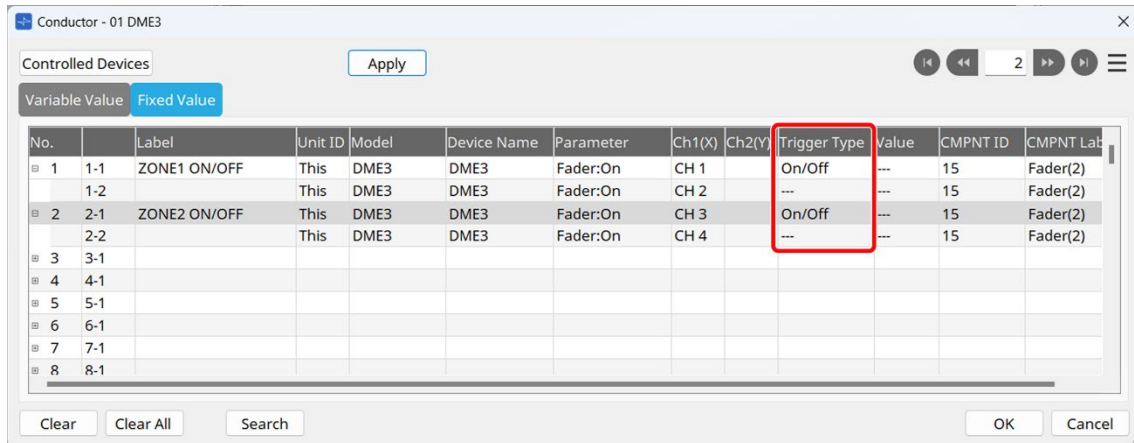 Conductor - 01 DME3
Controlled Devices Apply 2
Variable Value Fixed Value
No. Label Unit ID Model Device Name Parameter Ch1(X) Ch2(Y) Trigger Type Value CMPNT ID CMPNT Lab
1 1-1 ZONE1 ON/OFF This DME3 DME3 Fader:On CH 1 On/Off --- 15 Fader(2)
1-2 This DME3 DME3 Fader:On CH 2 --- --- 15 Fader(2)
2 2-1 ZONE2 ON/OFF This DME3 DME3 Fader:On CH 3 On/Off --- 15 Fader(2)
2-2 This DME3 DME3 Fader:On CH 4 --- --- 15 Fader(2)
3 3-1
4 4-1
5 5-1
6 6-1
7 7-1
8 8-1
Clear Clear All Search OK Cancel